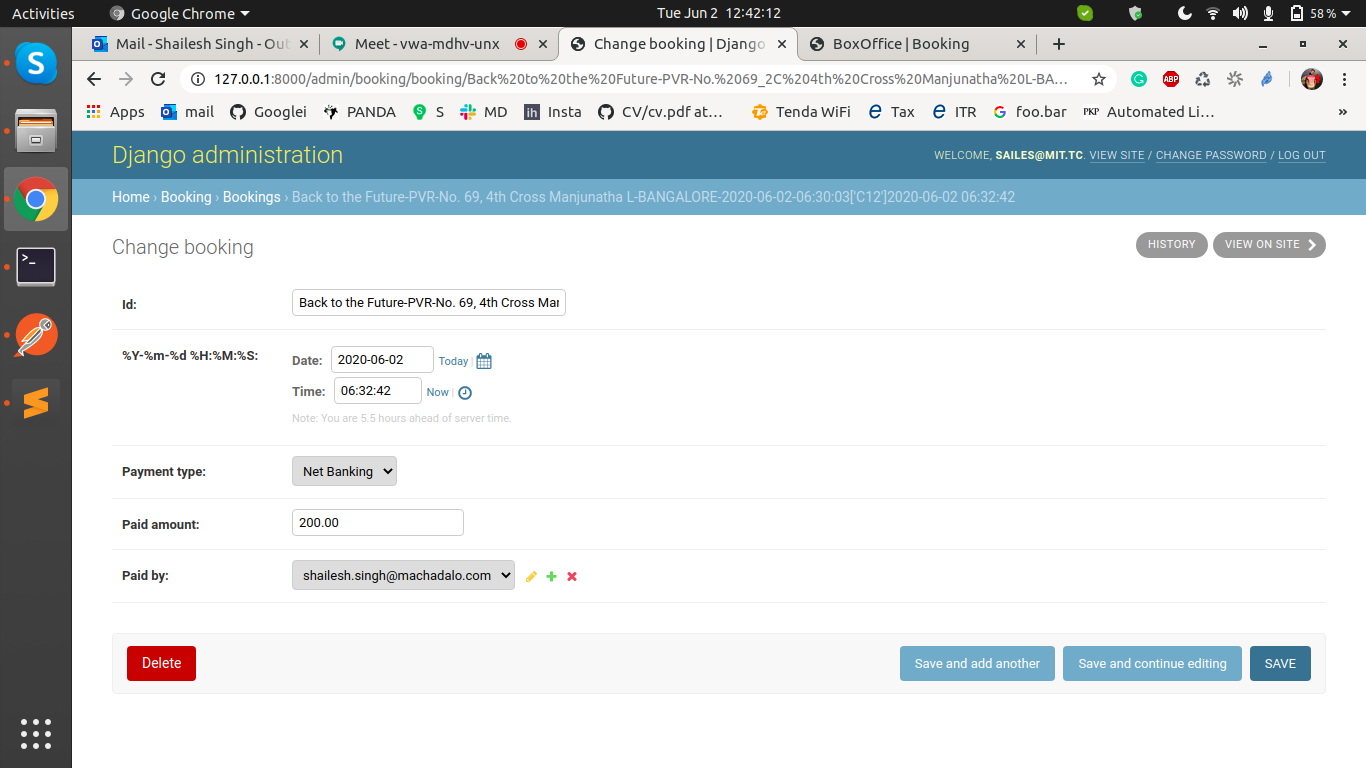 Activities Google Chrome Tue Jun 2 12:42:12 58 %
Mail - Shailesh Singh - Out Meet - vwa-mdhv-unx Change booking | Django BoxOffice | Booking
127.0.0.1:8000/admin/booking/booking/Back%20to%20the%20Future-PVR-No.%2069_2C%204th%20Cross%20Manjunatha%20L-BA... ABP
Apps mail Googlei PANDA S MD ih Insta CV/cv.pdf at... Tenda WiFi Tax ITR foo.bar PKP Automated Li... »
Django administration WELCOME, SAILES@MIT.TC. VIEW SITE / CHANGE PASSWORD / LOG OUT
Home › Booking › Bookings › Back to the Future-PVR-No. 69, 4th Cross Manjunatha L-BANGALORE-2020-06-02-06:30:03['C12']2020-06-02 06:32:42
Change booking HISTORY VIEW ON SITE
Id: Back to the Future-PVR-No. 69, 4th Cross Mar
%Y-%m-%d %H:%M:%S: Date: 2020-06-02 Today |
Time: 06:32:42 Now |
Note: You are 5.5 hours ahead of server time.
Payment type: Net Banking
Paid amount: 200.00
Paid by: shailesh.singh@machadalo.com
Delete Save and add another Save and continue editing SAVE